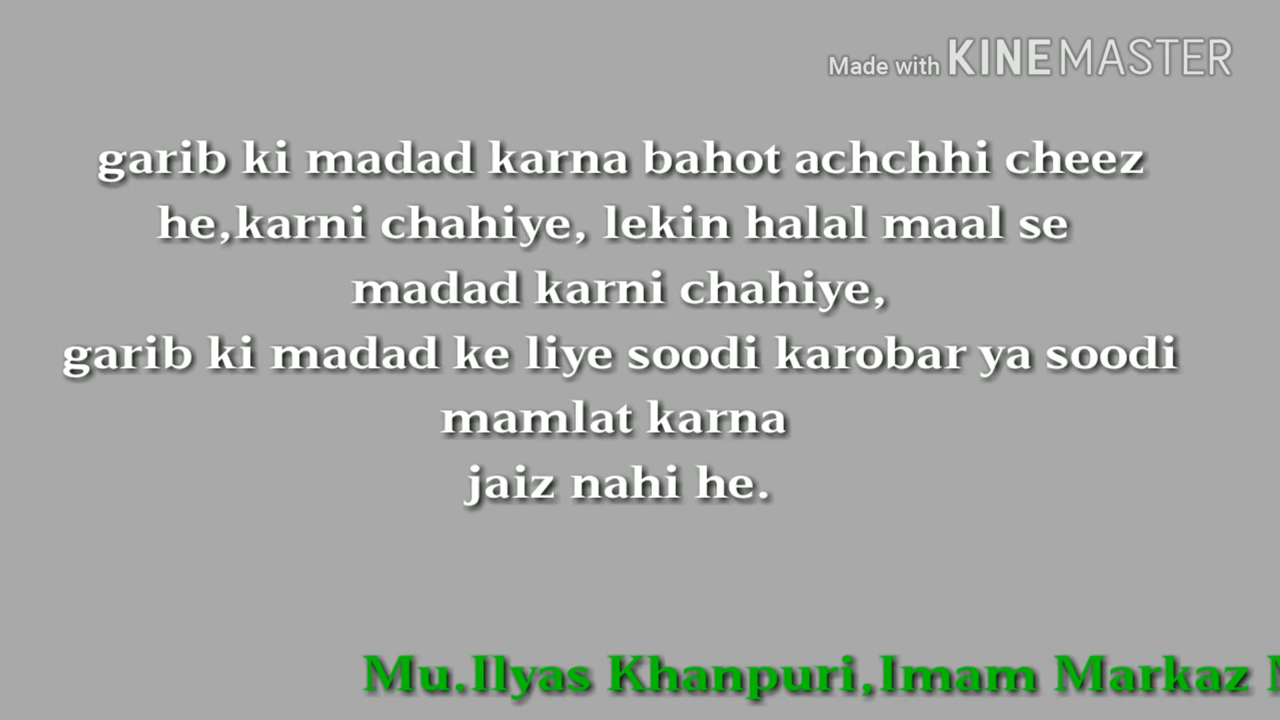 Made with KINEMASTER
garib ki madad karna bahot achchhi cheez
he,karni chahiye, lekin halal maal se
madad karni chahiye,
garib ki madad ke liye soodi karobar ya soodi
mamlat karna
jaiz nahi he.
Mu.Ilyas Khanpuri,Imam Markaz